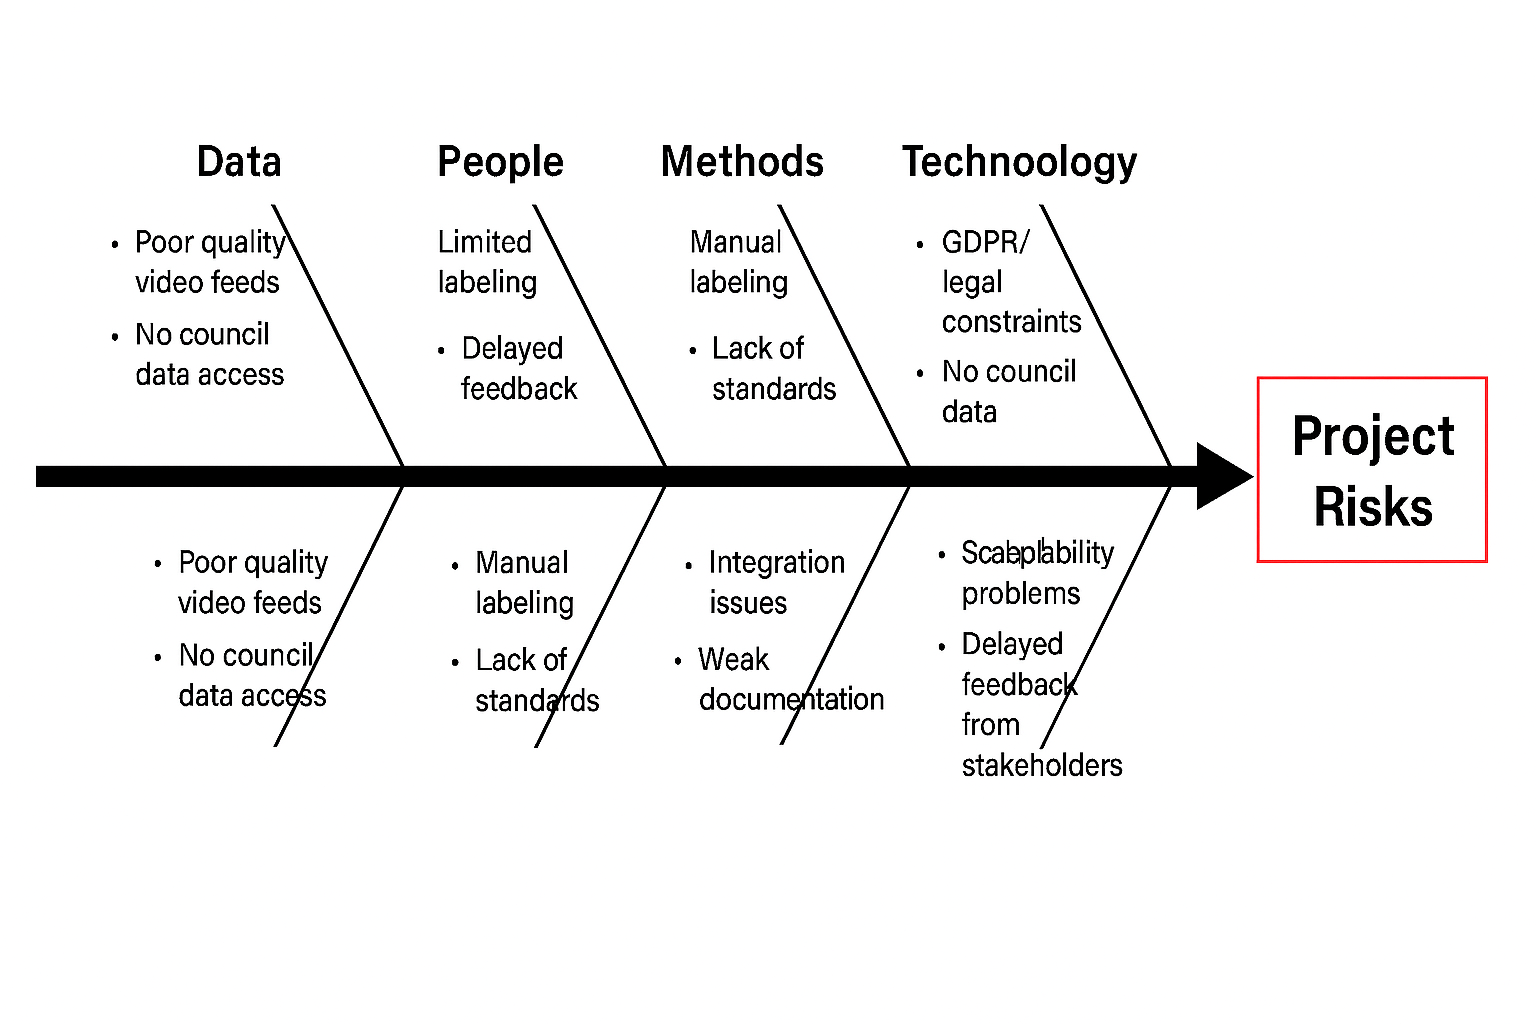 Data
People
Methods
Technoology
• Poor quality
video feeds
• No council
data access
Limited
labeling
• Delayed
feedback
Manual
labeling
• Lack of
standards
• GDPR/
legal
constraints
• No council
data
Project
Risks
• Poor quality
video feeds
• No council
data access
• Manual
labeling
• Lack of
standards
• Integration
issues
• Weak
documentation
•
problems
• Delayed
feedback
from
stakeholders